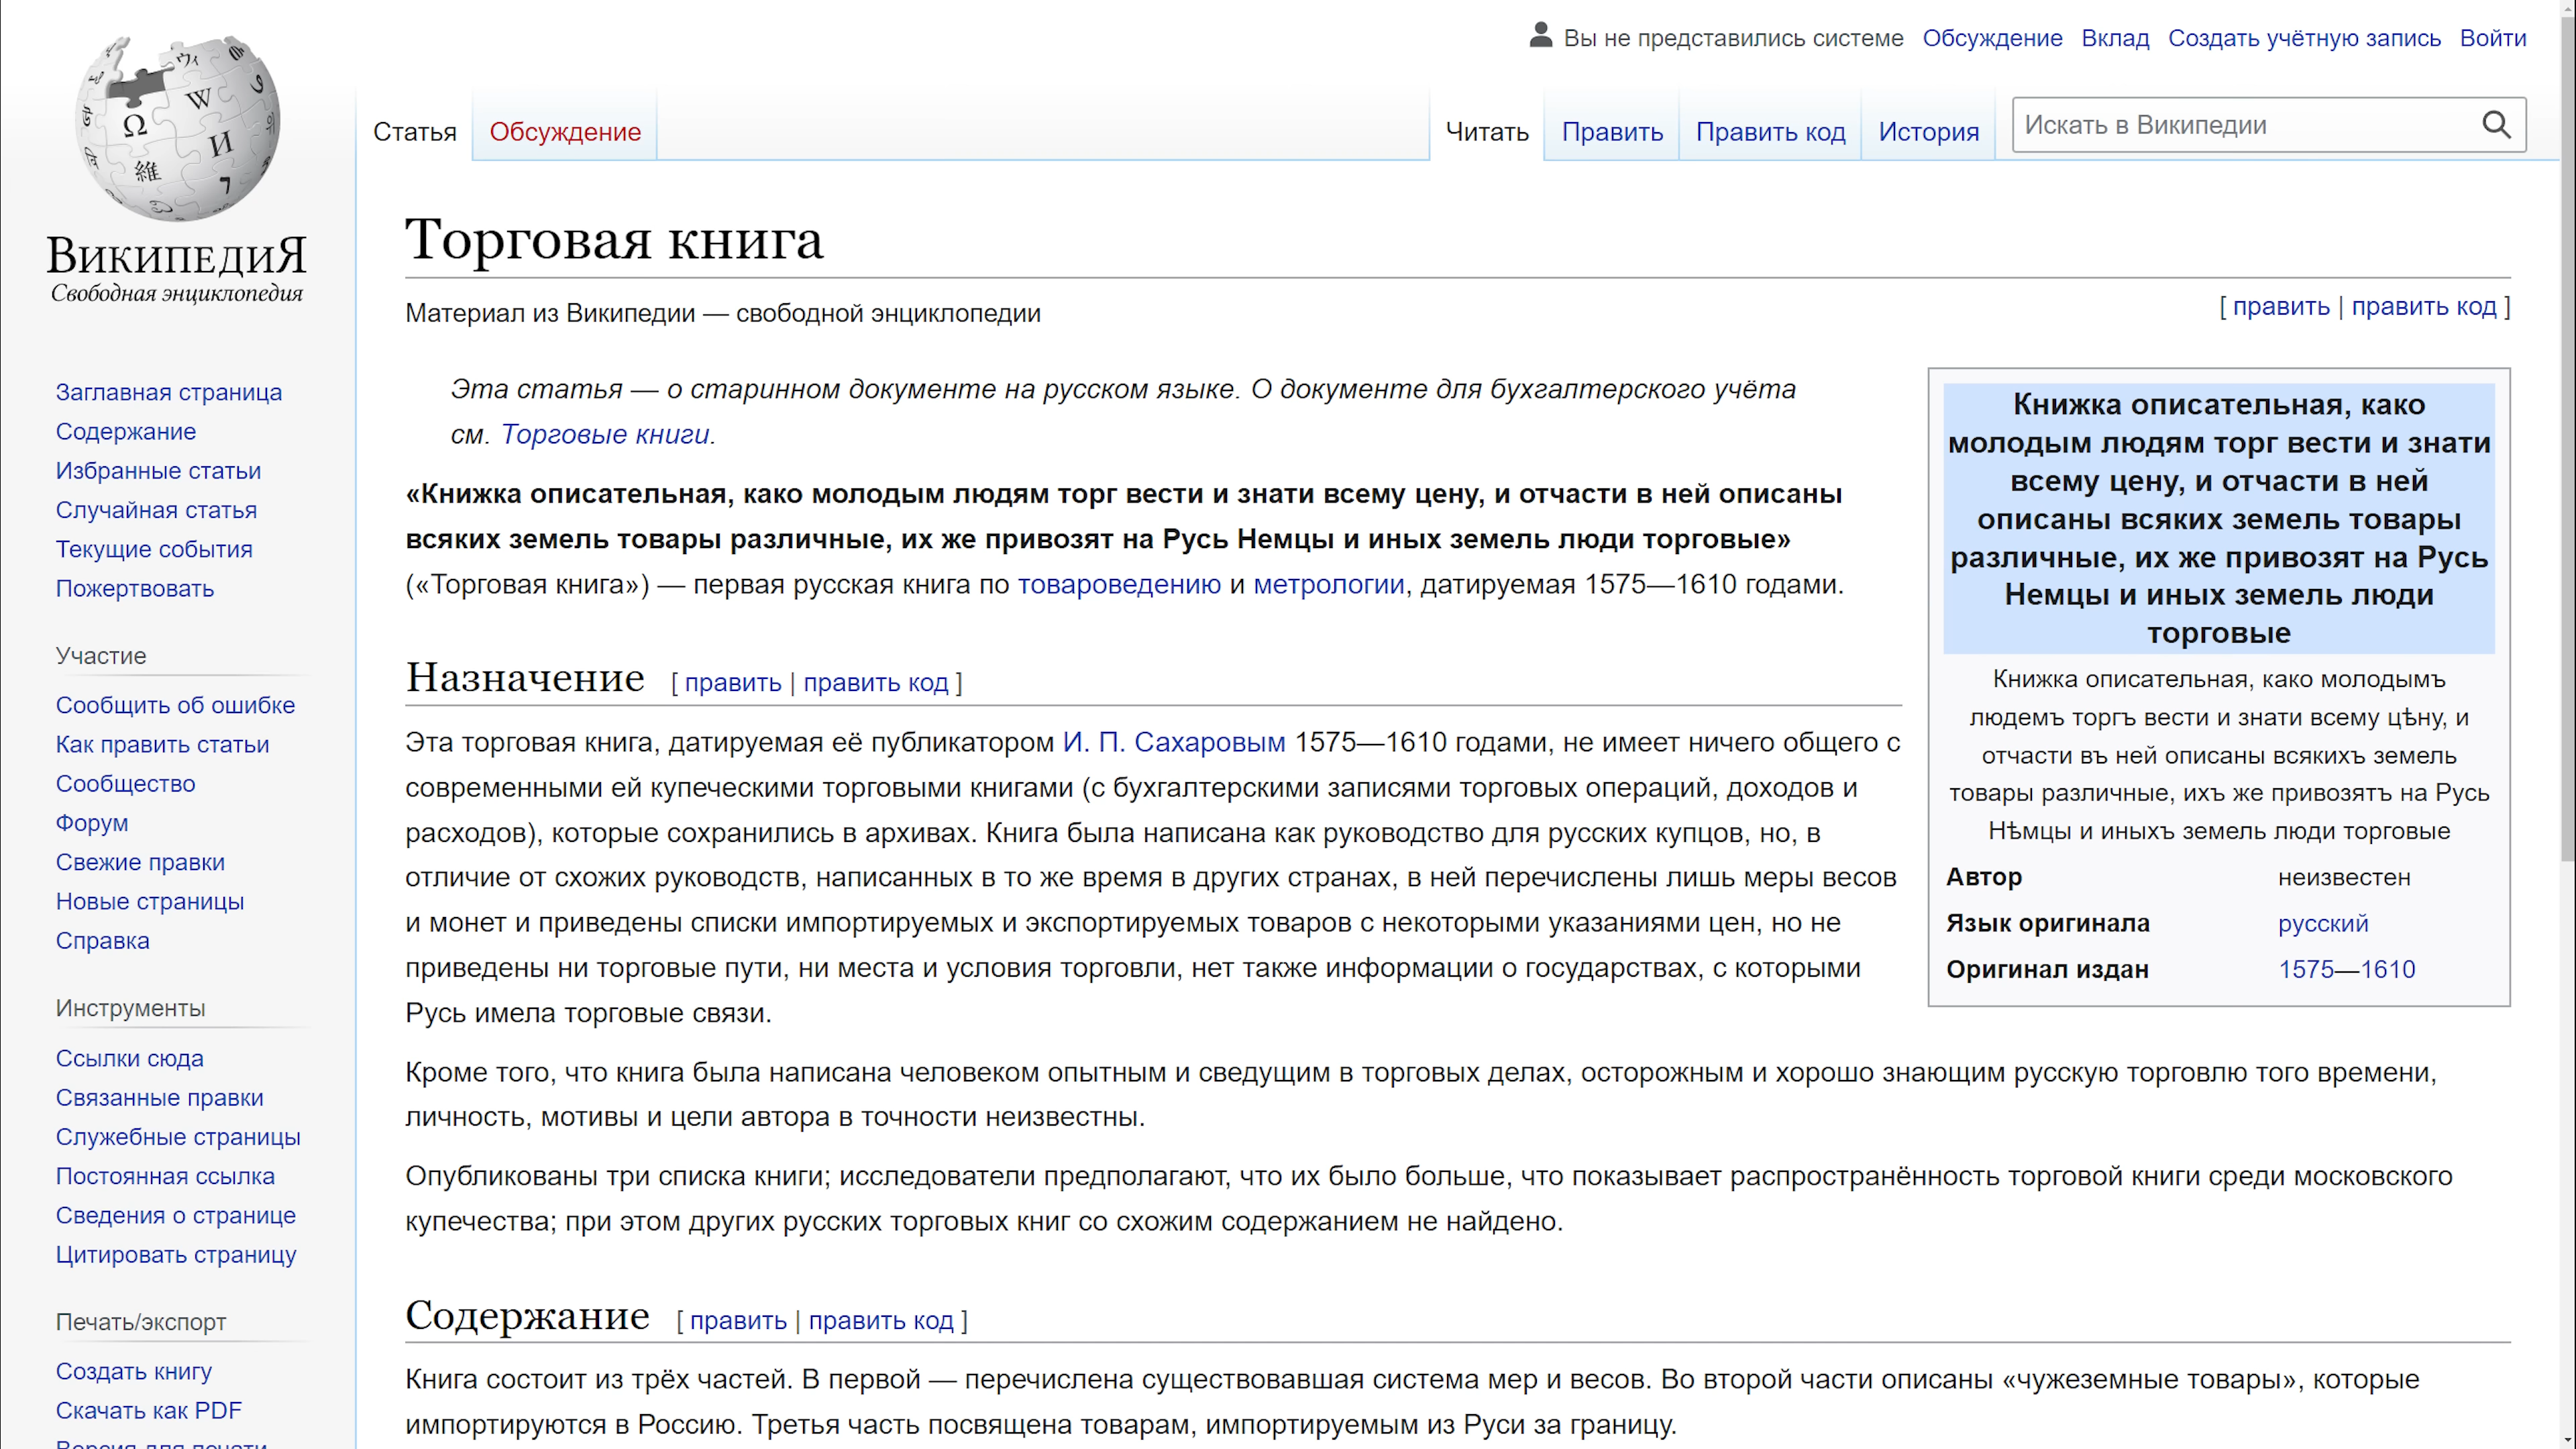 Вы не представились системе Обсуждение Вклад Создать учётную запись Войти
Статья Обсуждение Читать Править Править код История Искать в Википедии
ВикипедиЯ
Свободная энциклопедия
Заглавная страница
Содержание
Избранные статьи
Случайная статья
Текущие события
Пожертвовать
Участие
Сообщить об ошибке
Как править статьи
Сообщество
Форум
Свежие правки
Новые страницы
Справка
Инструменты
Ссылки сюда
Связанные правки
Служебные страницы
Постоянная ссылка
Сведения о странице
Цитировать страницу
Печать/экспорт
Создать книгу
Скачать как PDF
Версия для печати
Торговая книга
Материал из Википедии — свободной энциклопедии
[ править | править код ]
Эта статья — о старинном документе на русском языке. О документе для бухгалтерского учёта
см. Торговые книги.
«Книжка описательная, како молодым людям торг вести и знати всему цену, и отчасти в ней описаны
всяких земель товары различные, их же привозят на Русь Немцы и иных земель люди торговые»
(«Торговая книга») — первая русская книга по товароведению и метрологии, датируемая 1575—1610 годами.
Книжка описательная, како
молодым людям торг вести и знати
всему цену, и отчасти в ней
описаны всяких земель товары
различные, их же привозят на Русь
Немцы и иных земель люди
торговые
Книжка описательная, како молодымъ
людемъ торгъ вести и знати всему цѣну, и
отчасти въ ней описаны всякихъ земель
товары различные, ихъ же привозятъ на Русь
Нѣмцы и иныхъ земель люди торговые
Автор неизвестен
Язык оригинала русский
Оригинал издан 1575—1610
Назначение [ править | править код ]
Эта торговая книга, датируемая её публикатором И. П. Сахаровым 1575—1610 годами, не имеет ничего общего с
современными ей купеческими торговыми книгами (с бухгалтерскими записями торговых операций, доходов и
расходов), которые сохранились в архивах. Книга была написана как руководство для русских купцов, но, в
отличие от схожих руководств, написанных в то же время в других странах, в ней перечислены лишь меры весов
и монет и приведены списки импортируемых и экспортируемых товаров с некоторыми указаниями цен, но не
приведены ни торговые пути, ни места и условия торговли, нет также информации о государствах, с которыми
Русь имела торговые связи.
Кроме того, что книга была написана человеком опытным и сведущим в торговых делах, осторожным и хорошо знающим русскую торговлю того времени,
личность, мотивы и цели автора в точности неизвестны.
Опубликованы три списка книги; исследователи предполагают, что их было больше, что показывает распространённость торговой книги среди московского
купечества; при этом других русских торговых книг со схожим содержанием не найдено.
Содержание [ править | править код ]
Книга состоит из трёх частей. В первой — перечислена существовавшая система мер и весов. Во второй части описаны «чужеземные товары», которые
импортируются в Россию. Третья часть посвящена товарам, импортируемым из Руси за границу.